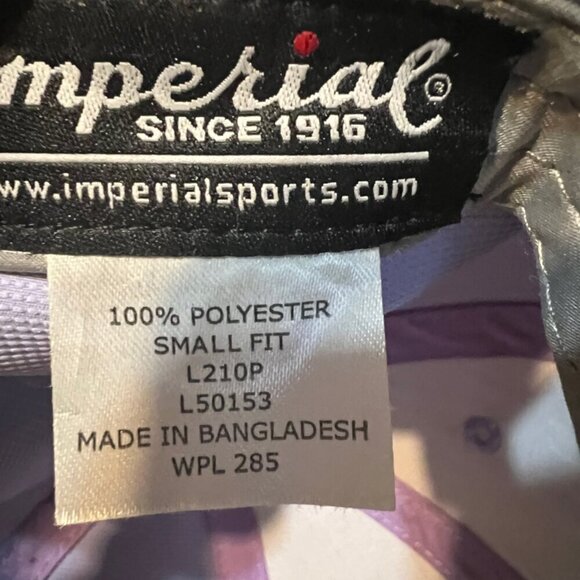 imperial®
SINCE 1916
www.imperialsports.com
100% POLYESTER
SMALL FIT
L210P
L50153
MADE IN BANGLADESH
WPL 285